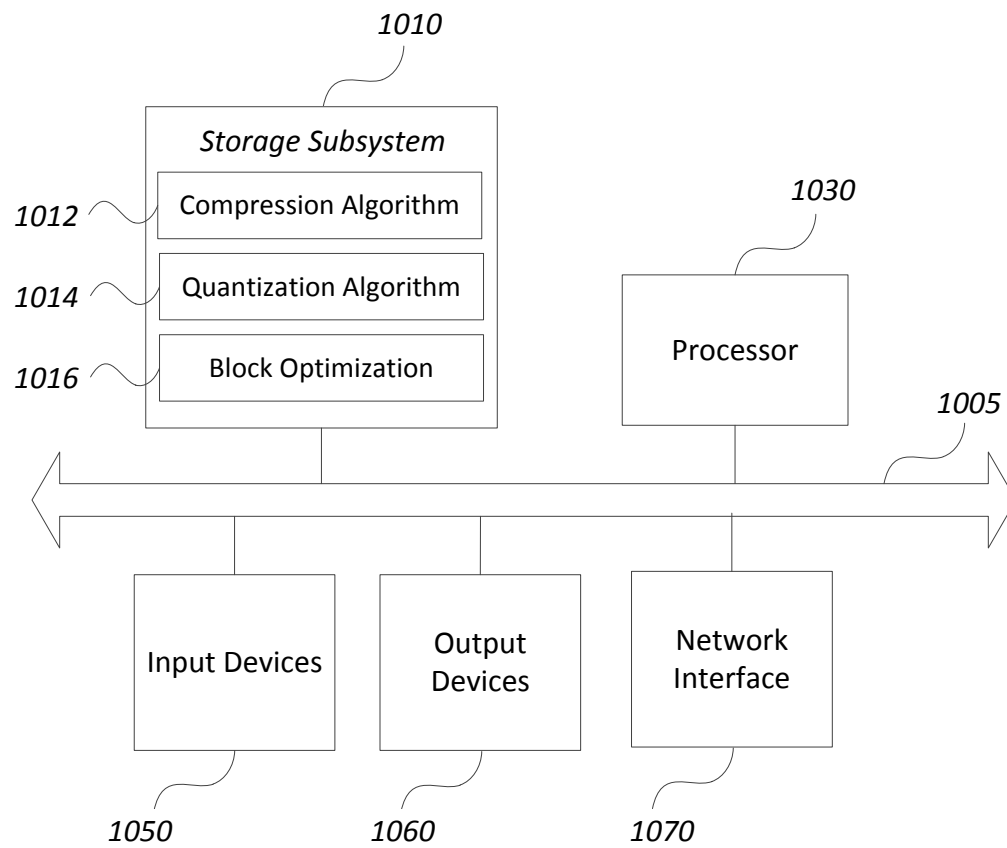 1010
Storage Subsystem
1012
Compression Algorithm
1014
Quantization Algorithm
1016
Block Optimization
1030
Processor
1005
Input Devices
Output
Devices
Network
Interface
1050
1060
1070